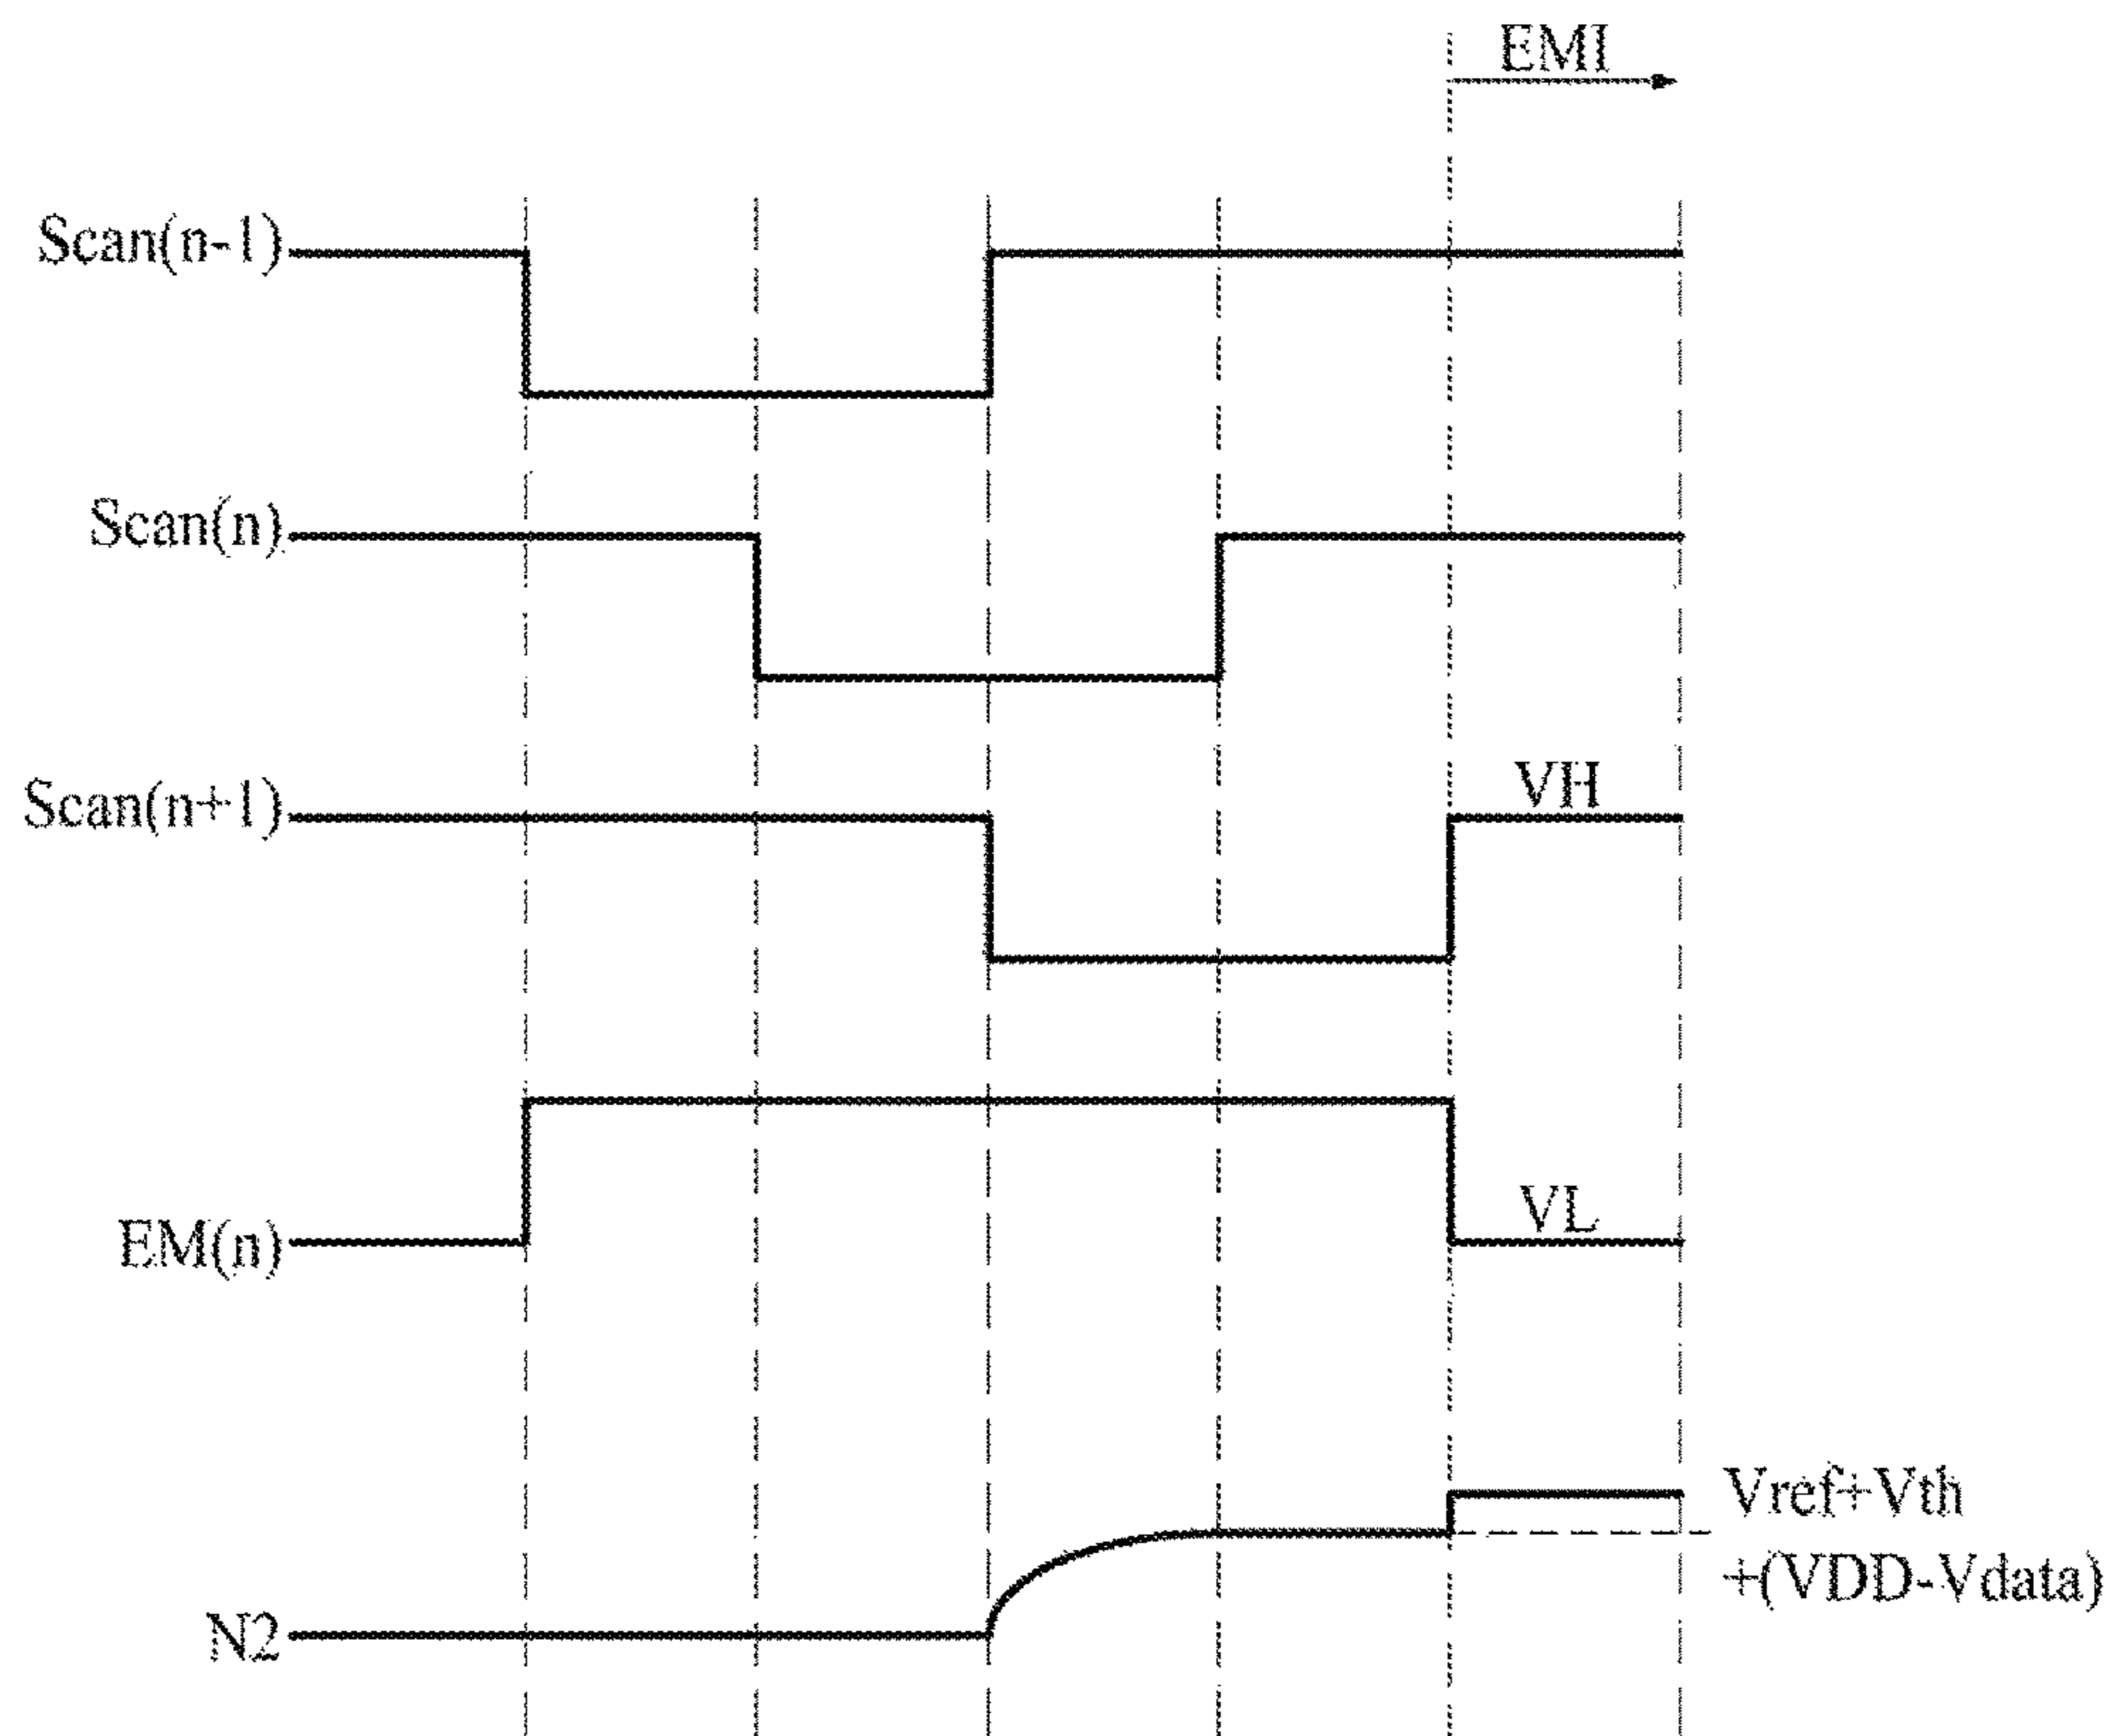 EMI
Scan(n-1)
Scan(n)
Scan(n+1)
VH
EM(n)
VL
Vref+Vth
+(VDD-Vdata)
N2